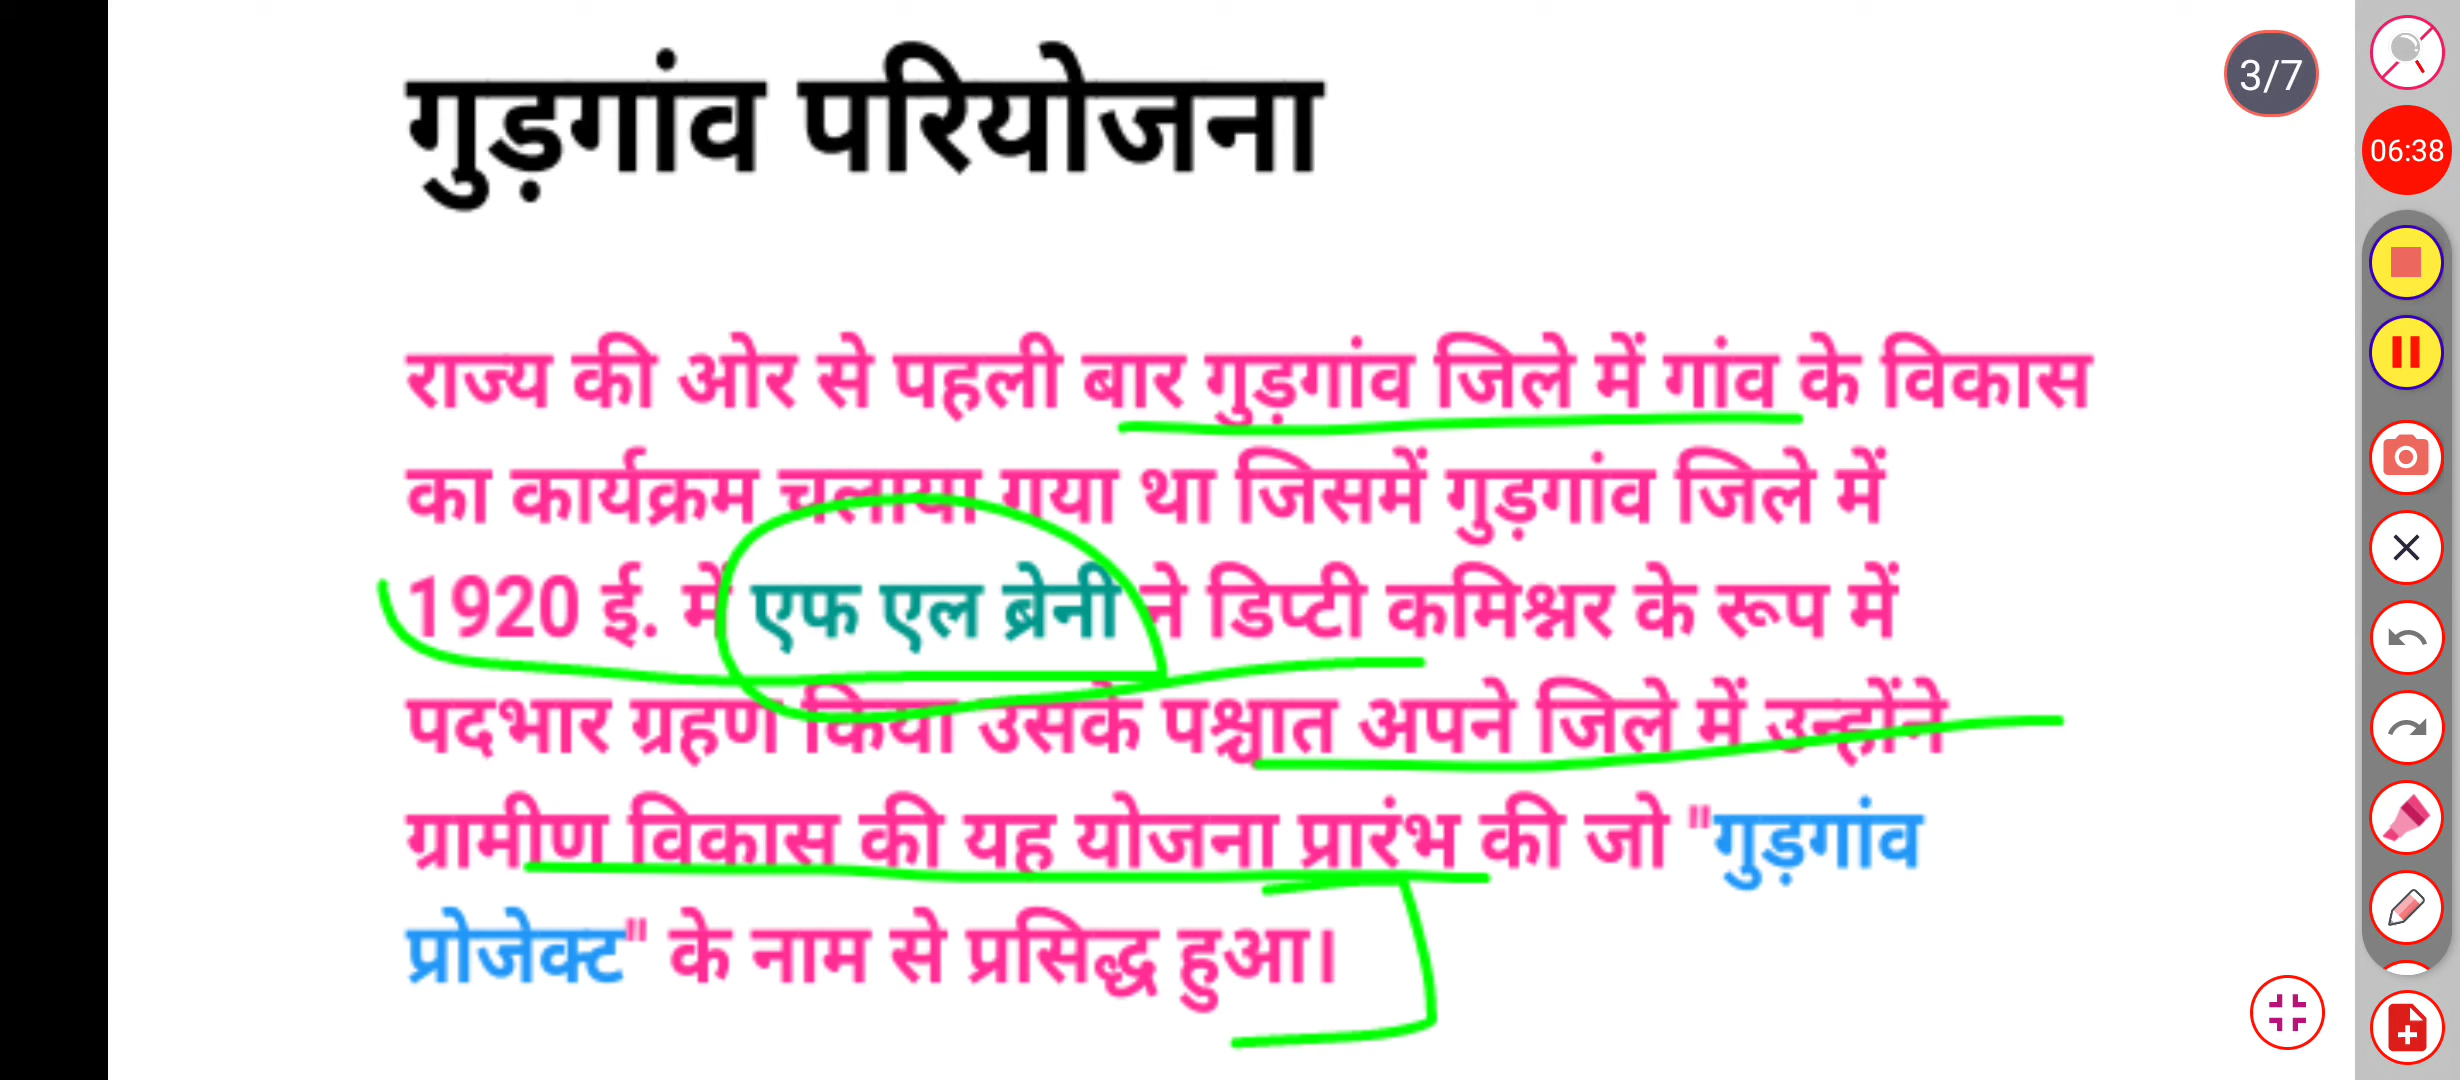 गुड़गांव परियोजना
3/7
06:38
राज्य की ओर से पहली बार गुड़गांव जिले में गांव के विकास
का कार्यक्रम चलाया गया था जिसमें गुड़गांव जिले में
1920 ई. में एफ एल ब्रेनी ने डिप्टी कमिश्नर के रूप में
पदभार ग्रहण किया उसके पश्चात अपने जिले में उन्होंने
ग्रामीण विकास की यह योजना प्रारंभ की जो "गुड़गांव
प्रोजेक्ट" के नाम से प्रसिद्ध हुआ।